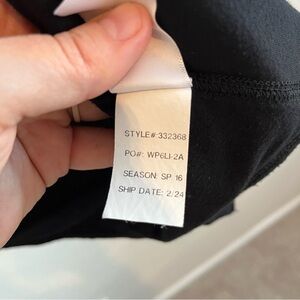 STYLE#:332368
PO#: WP6LI-2A
SEASON: SP 16
SHIP DATE: 2/24